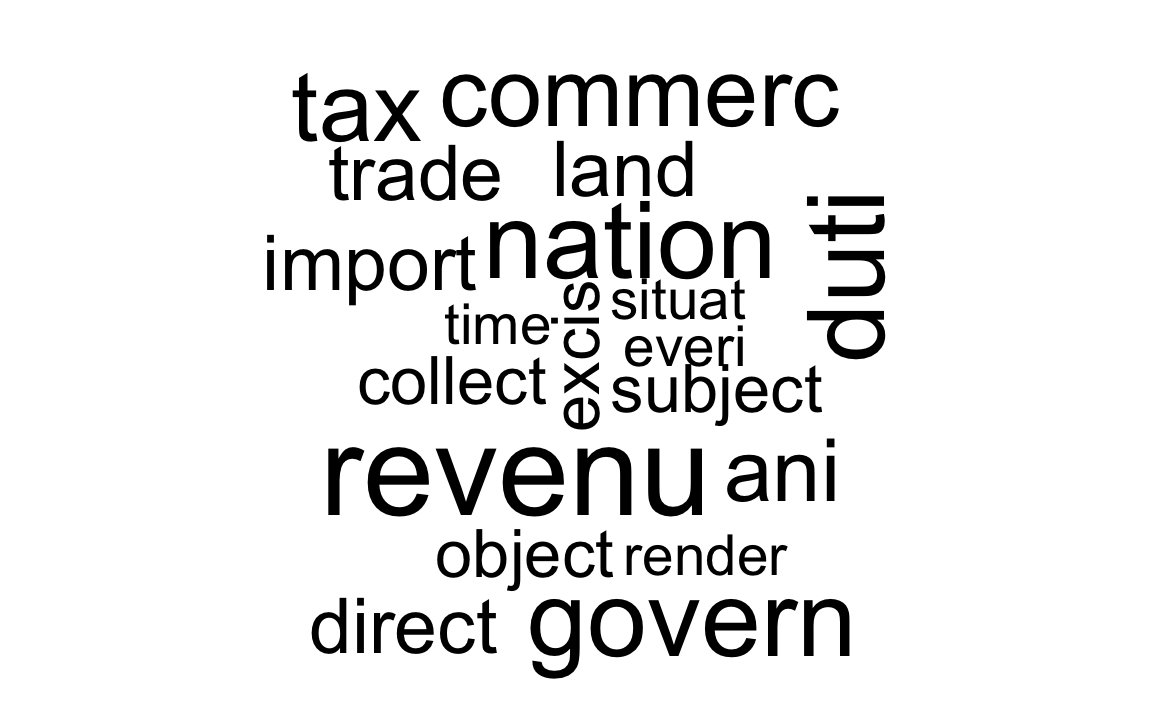 tax commerc
trade land
duti
import nation
situat
time excis
everi
collect subject
revenu ani
object render
direct govern